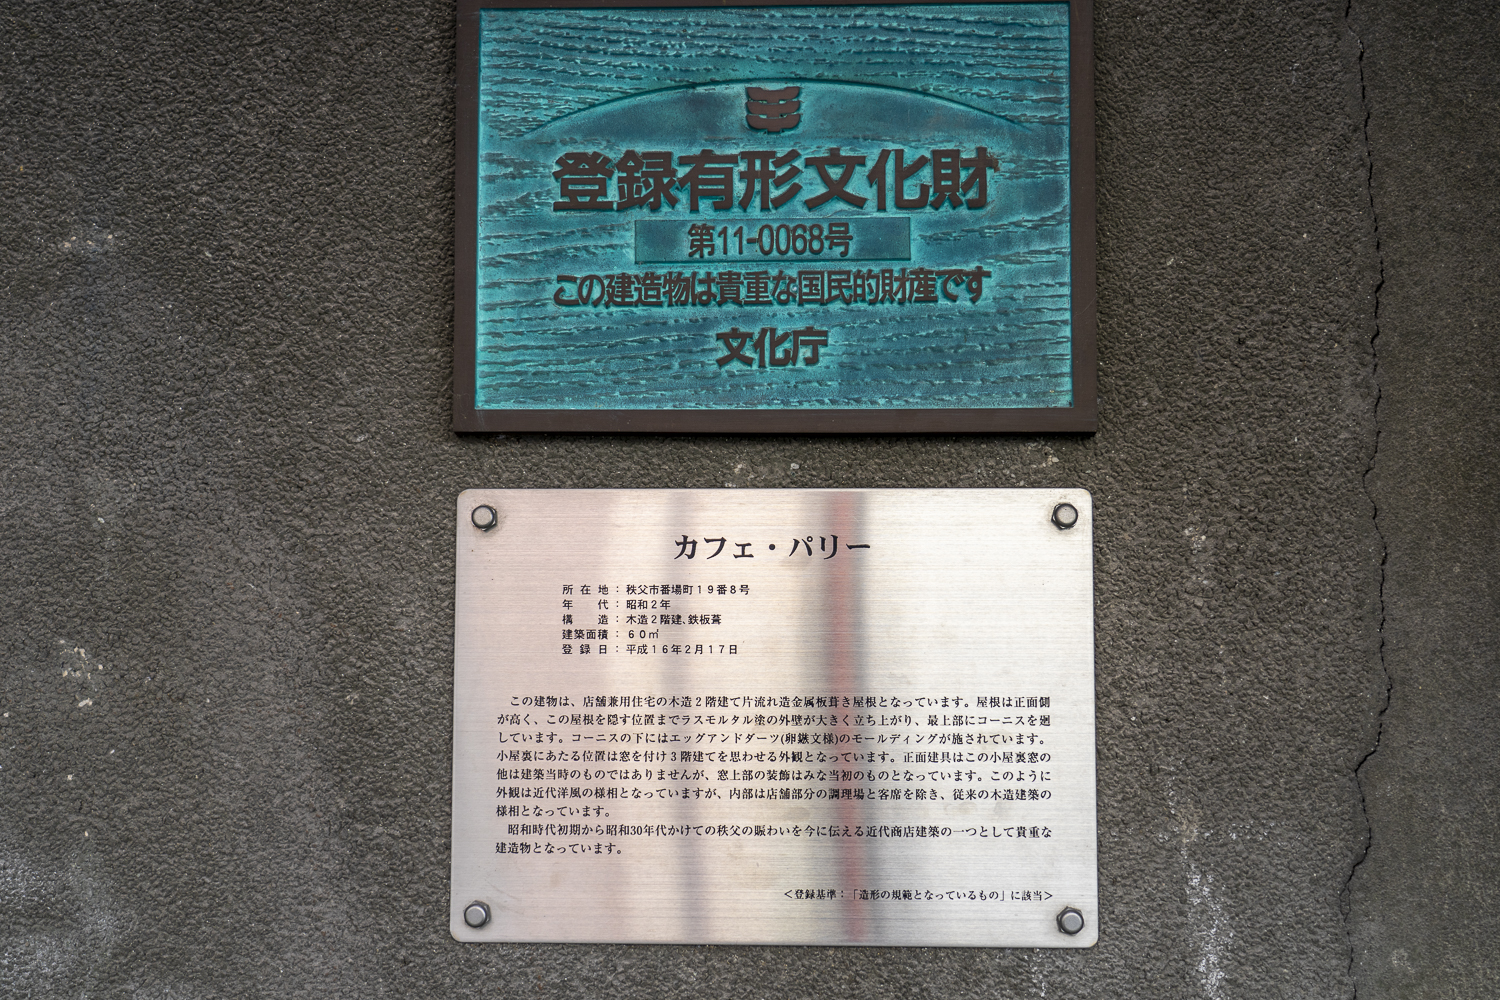 登録有形文化財
第11-0068号
この建造物は貴重な国民的財産です
文化庁
カフェ・パリー
所在地：秩父市番場町１９番８号
年代：昭和２年
構造：木造２階建、鉄板葺
建築面積：６０㎡
登録日：平成１６年２月１７日
この建物は、店舗兼用住宅の木造２階建て片流れ造金属板葺き屋根となっています。屋根は正面側
が高く、この屋根を隠す位置までラスモルタル塗の外壁が大きく立ち上がり、最上部にコーニスを廻
しています。コーニスの下にはエッグアンドダーツ(卵鏃文様)のモールディングが施されています。
小屋裏にあたる位置は窓を付け３階建てを思わせる外観となっています。正面建具はこの小屋裏窓の
他は建築当時のものではありませんが、窓上部の装飾はみな当初のものとなっています。このように
外観は近代洋風の様相となっていますが、内部は店舗部分の調理場と客席を除き、従来の木造建築の
様相となっています。
昭和時代初期から昭和30年代かけての秩父の賑わいを今に伝える近代商店建築の一つとして貴重な
建造物となっています。
＜登録基準：「造形の規範となっているもの」に該当＞